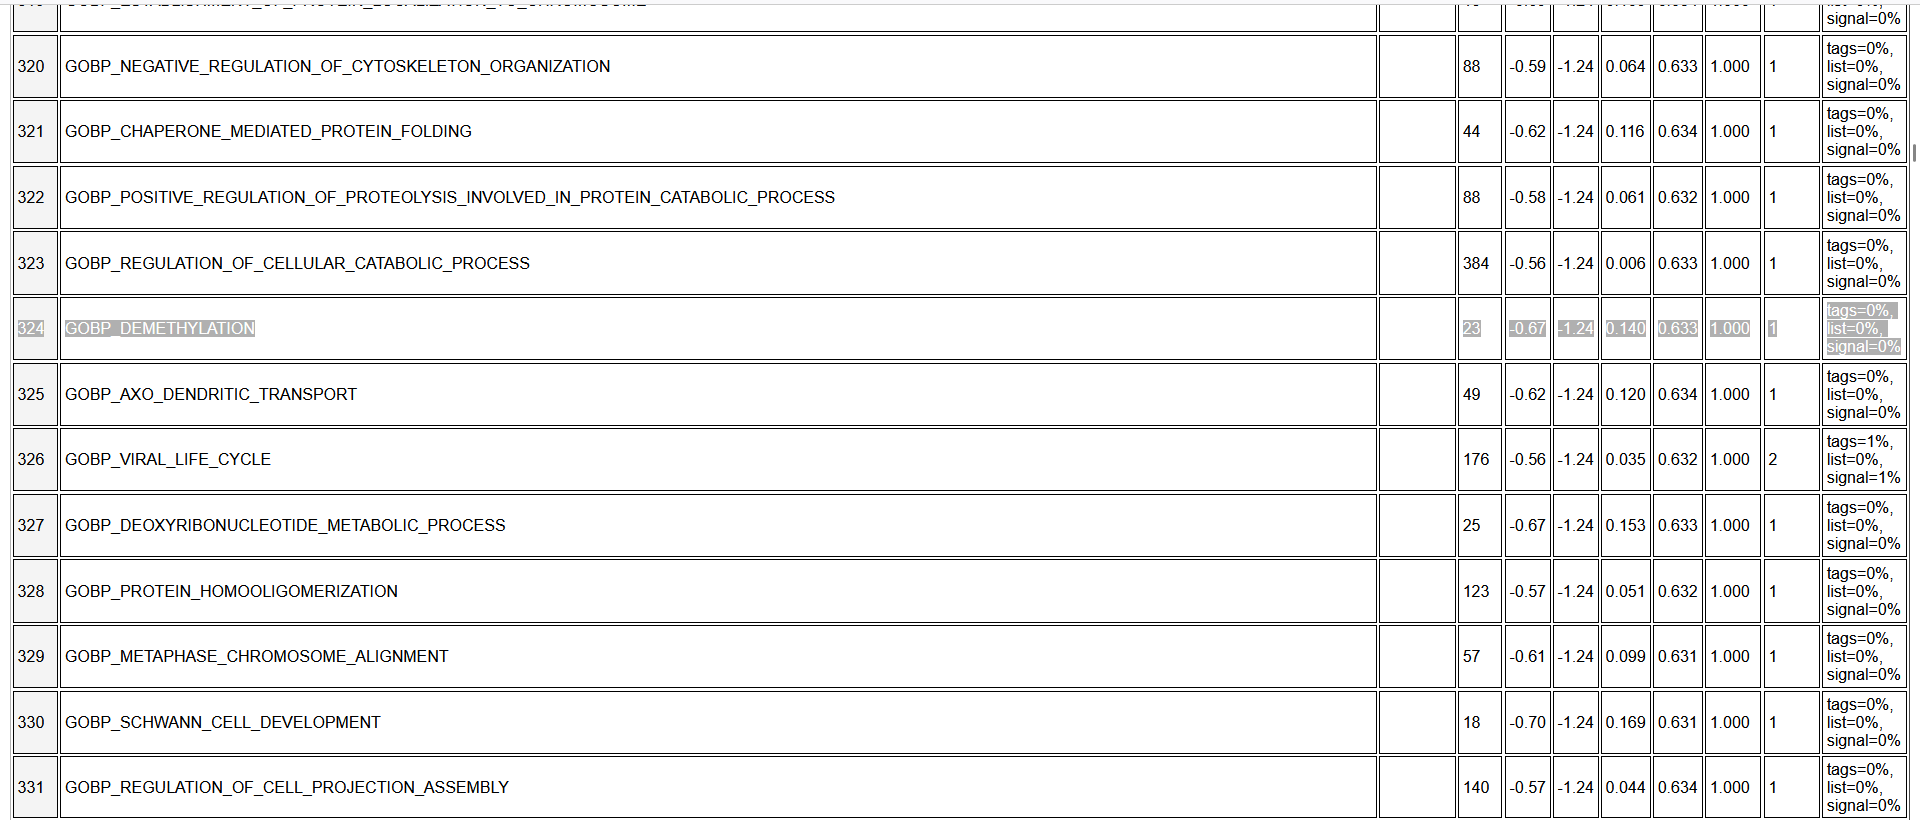 signal=0%
320 GOBP_NEGATIVE_REGULATION_OF_CYTOSKELETON_ORGANIZATION 88 -0.59 -1.24 0.064 0.633 1.000 1 tags=0%,
list=0%,
signal=0%
321 GOBP_CHAPERONE_MEDIATED_PROTEIN_FOLDING 44 -0.62 -1.24 0.116 0.634 1.000 1 tags=0%,
list=0%,
signal=0%
322 GOBP_POSITIVE_REGULATION_OF_PROTEOLYSIS_INVOLVED_IN_PROTEIN_CATABOLIC_PROCESS 88 -0.58 -1.24 0.061 0.632 1.000 1 tags=0%,
list=0%,
signal=0%
323 GOBP_REGULATION_OF_CELLULAR_CATABOLIC_PROCESS 384 -0.56 -1.24 0.006 0.633 1.000 1 tags=0%,
list=0%,
signal=0%
324 GOBP_DEMETHYLATION 23 -0.67 -1.24 0.140 0.633 1.000 1 tags=0%,
list=0%,
signal=0%
325 GOBP_AXO_DENDRITIC_TRANSPORT 49 -0.62 -1.24 0.120 0.634 1.000 1 tags=0%,
list=0%,
signal=0%
326 GOBP_VIRAL_LIFE_CYCLE 176 -0.56 -1.24 0.035 0.632 1.000 2 tags=1%,
list=0%,
signal=1%
327 GOBP_DEOXYRIBONUCLEOTIDE_METABOLIC_PROCESS 25 -0.67 -1.24 0.153 0.633 1.000 1 tags=0%,
list=0%,
signal=0%
328 GOBP_PROTEIN_HOMOOLIGOMERIZATION 123 -0.57 -1.24 0.051 0.632 1.000 1 tags=0%,
list=0%,
signal=0%
329 GOBP_METAPHASE_CHROMOSOME_ALIGNMENT 57 -0.61 -1.24 0.099 0.631 1.000 1 tags=0%,
list=0%,
signal=0%
330 GOBP_SCHWANN_CELL_DEVELOPMENT 18 -0.70 -1.24 0.169 0.631 1.000 1 tags=0%,
list=0%,
signal=0%
331 GOBP_REGULATION_OF_CELL_PROJECTION_ASSEMBLY 140 -0.57 -1.24 0.044 0.634 1.000 1 tags=0%,
list=0%,
signal=0%